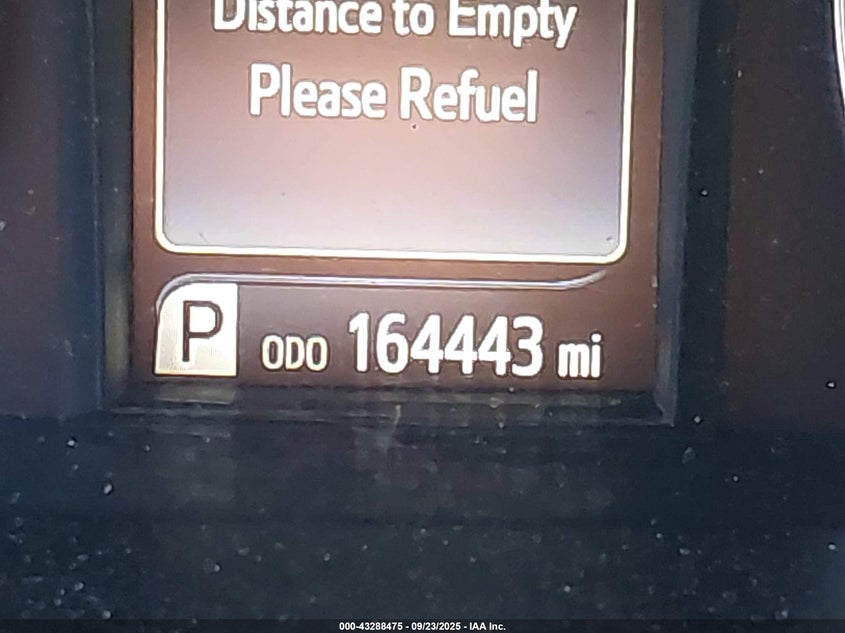 Distance to Empty
Please Refuel
P ODO 164443 mi
000-43288475 - 09/23/2025 - IAA Inc.